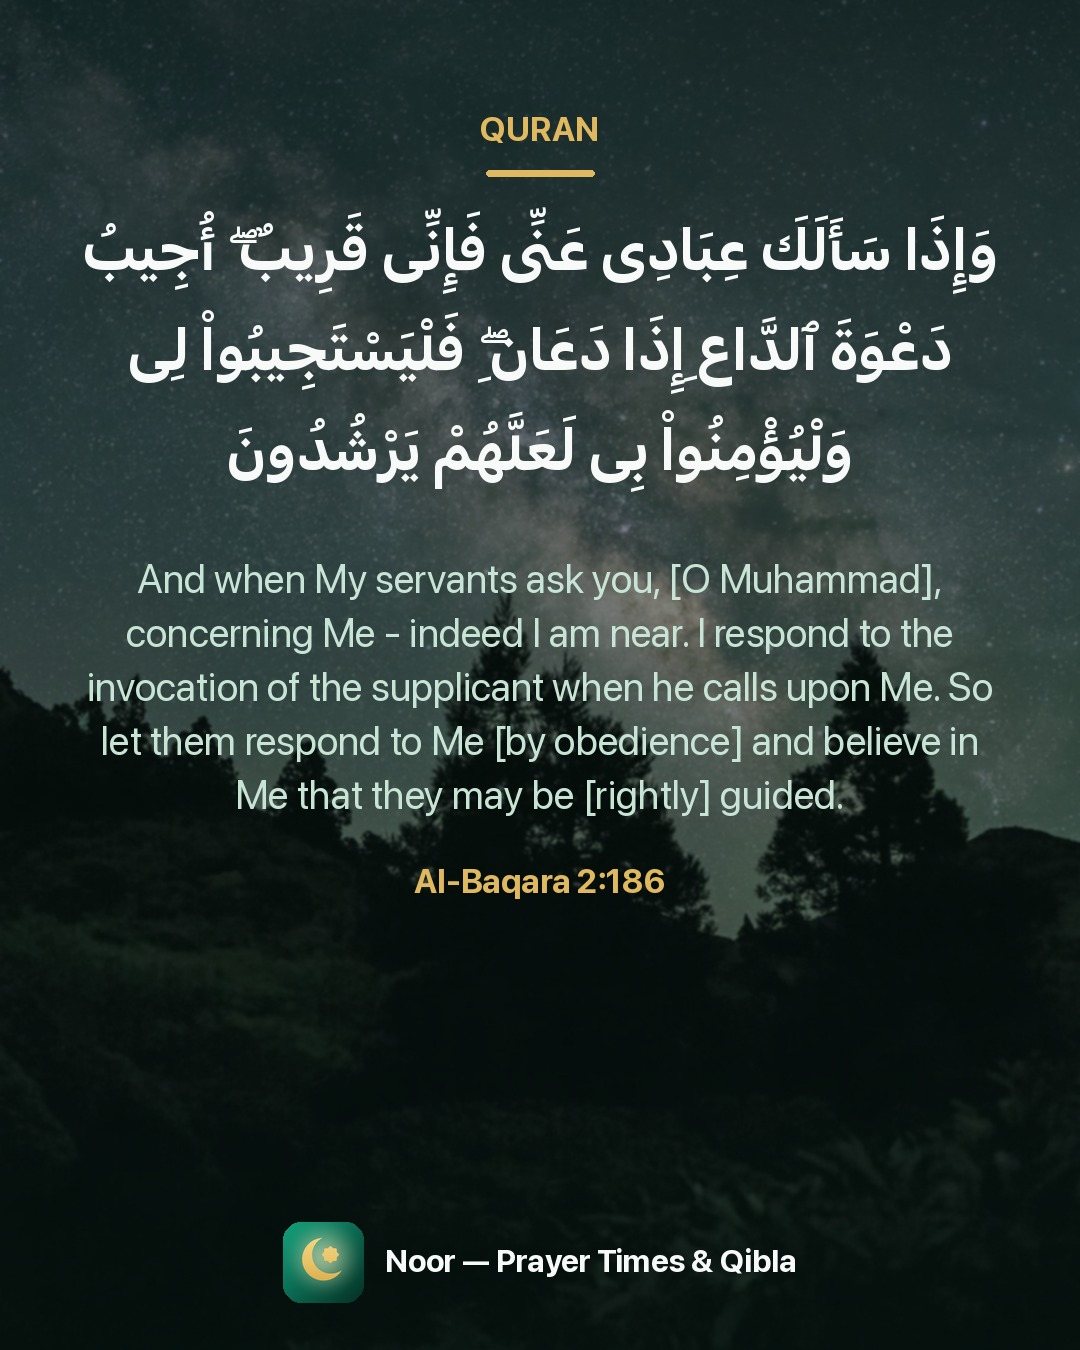 QURAN
وَإِذَا سَأَلَكَ عِبَادِى عَنِّى فَإِنِّى قَرِيبٌۖ أُجِيبُ
دَعْوَةَ ٱلدَّاعِ إِذَا دَعَانِۖ فَلْيَسْتَجِيبُوا۟ لِى
وَلْيُؤْمِنُوا۟ بِى لَعَلَّهُمْ يَرْشُدُونَ
And when My servants ask you, [O Muhammad],
concerning Me - indeed I am near. I respond to the
invocation of the supplicant when he calls upon Me. So
let them respond to Me [by obedience] and believe in
Me that they may be [rightly] guided.
Al-Baqara 2:186
Noor — Prayer Times & Qibla